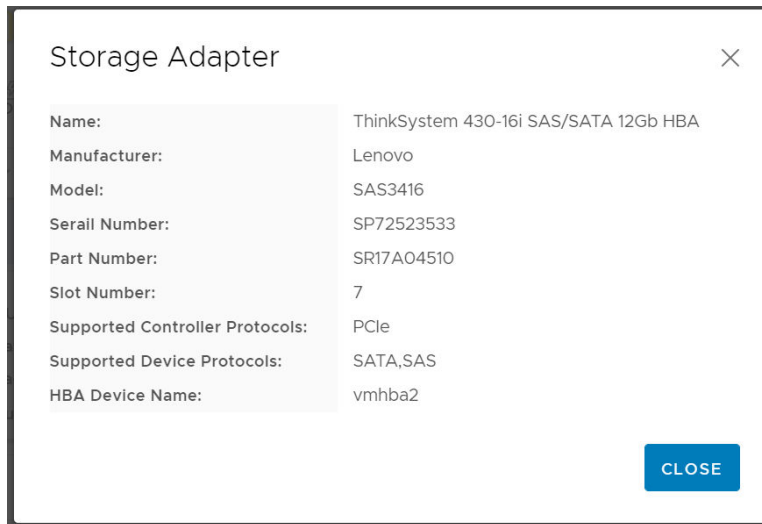 Storage Adapter
Name: ThinkSystem 430-16i SAS/SATA 12Gb HBA
Manufacturer: Lenovo
Model: SAS3416
Serail Number: SP72523533
Part Number: SR17A04510
Slot Number: 7
Supported Controller Protocols: PCIe
Supported Device Protocols: SATA,SAS
HBA Device Name: vmhba2
CLOSE